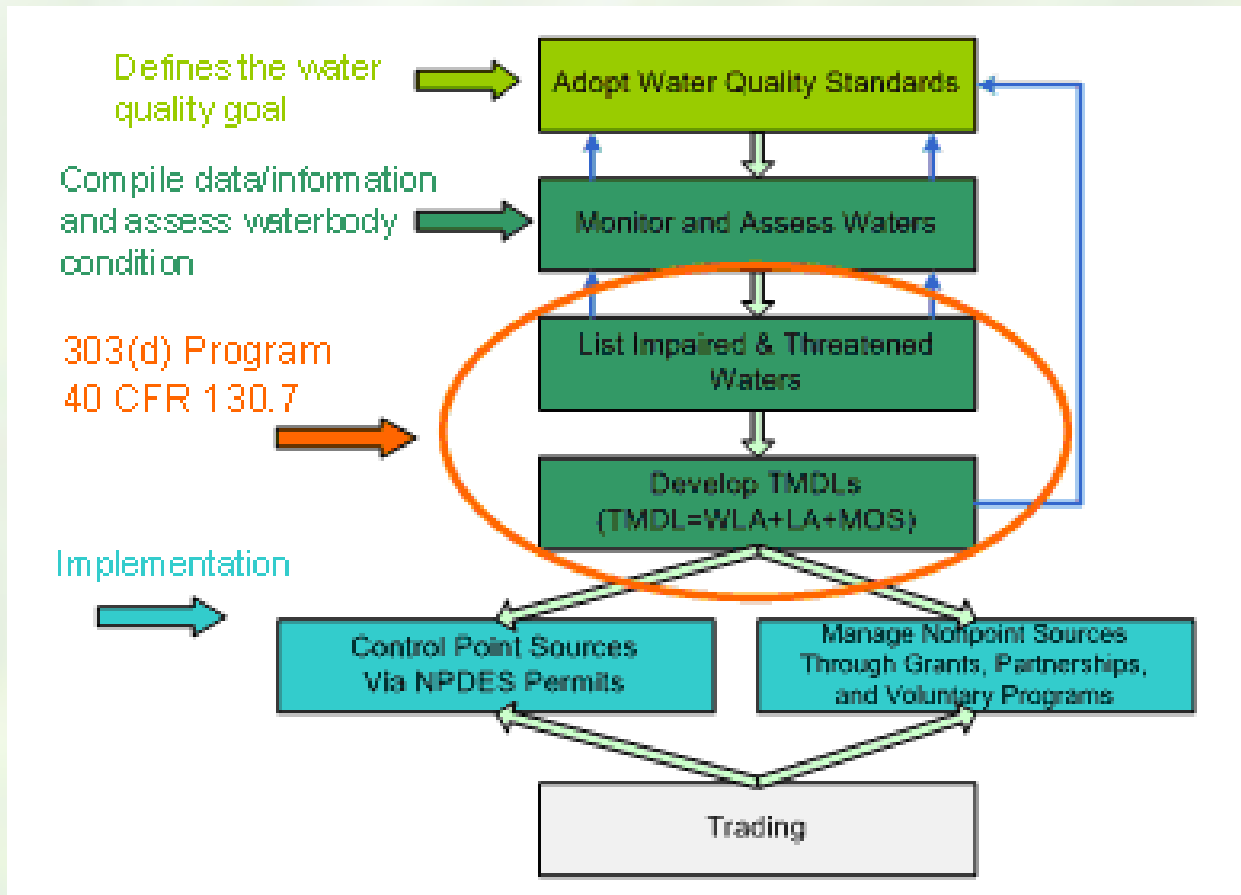 Defines the water
quality goal
Adopt Water Quality Standards
Compile data/information
and assess waterbody
condition
Monitor and Assess Waters
303(d) Program
40 CFR 130.7
List Impaired & Threatened
Waters
Develop TMDLs
(TMDL=WLA+LA+MOS)
Implementation
Control Point Sources
Via NPDES Permits
Manage Nonpoint Sources
Through Grants, Partnerships,
and Voluntary Programs
Trading